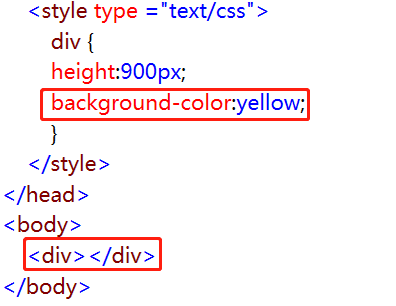 <style type ="text/css">
div {
height:900px;
background-color:yellow;
}
</style>
</head>
<body>
<div></div>
</body>